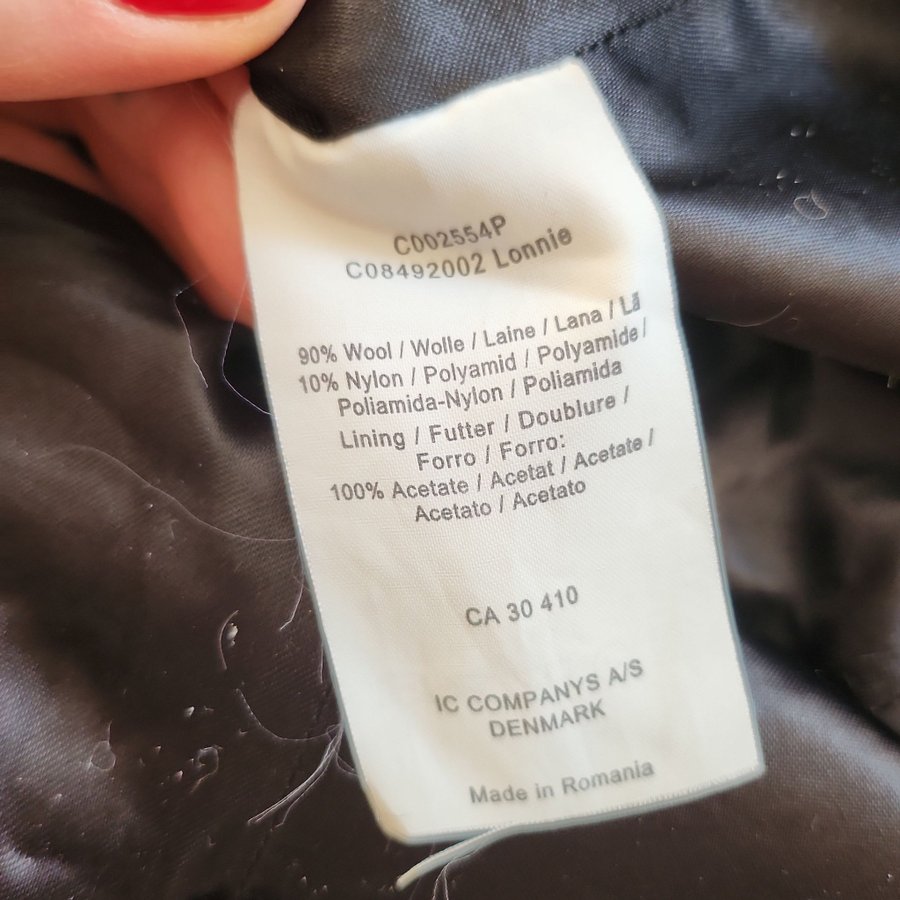 C002554P
C08492002 Lonnie
90% Wool / Wolle / Laine / Lana / Lã
10% Nylon / Polyamid / Polyamide /
Poliamida-Nylon / Poliamida
Lining / Futter / Doublure /
Forro / Forro:
100% Acetate / Acetat / Acetate /
Acetato / Acetato
CA 30 410
IC COMPANYS A/S
DENMARK
Made in Romania